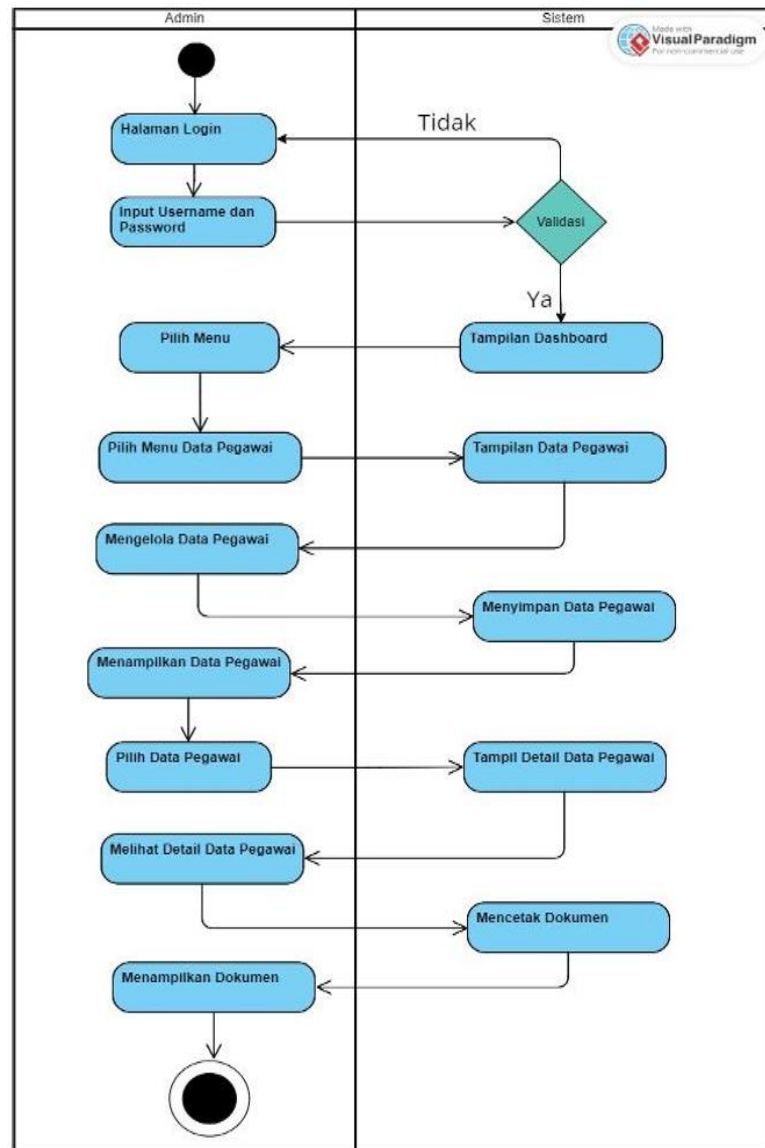 Admin
Sistem
Made with
Visual Paradigm
For non-commercial use
Halaman Login
Tidak
Input Username dan
Password
Validasi
Ya
Pilih Menu
Tampilan Dashboard
Pilih Menu Data Pegawai
Tampilan Data Pegawai
Mengelola Data Pegawai
Menyimpan Data Pegawai
Menampilkan Data Pegawai
Pilih Data Pegawai
Tampil Detail Data Pegawai
Melihat Detail Data Pegawai
Mencetak Dokumen
Menampilkan Dokumen